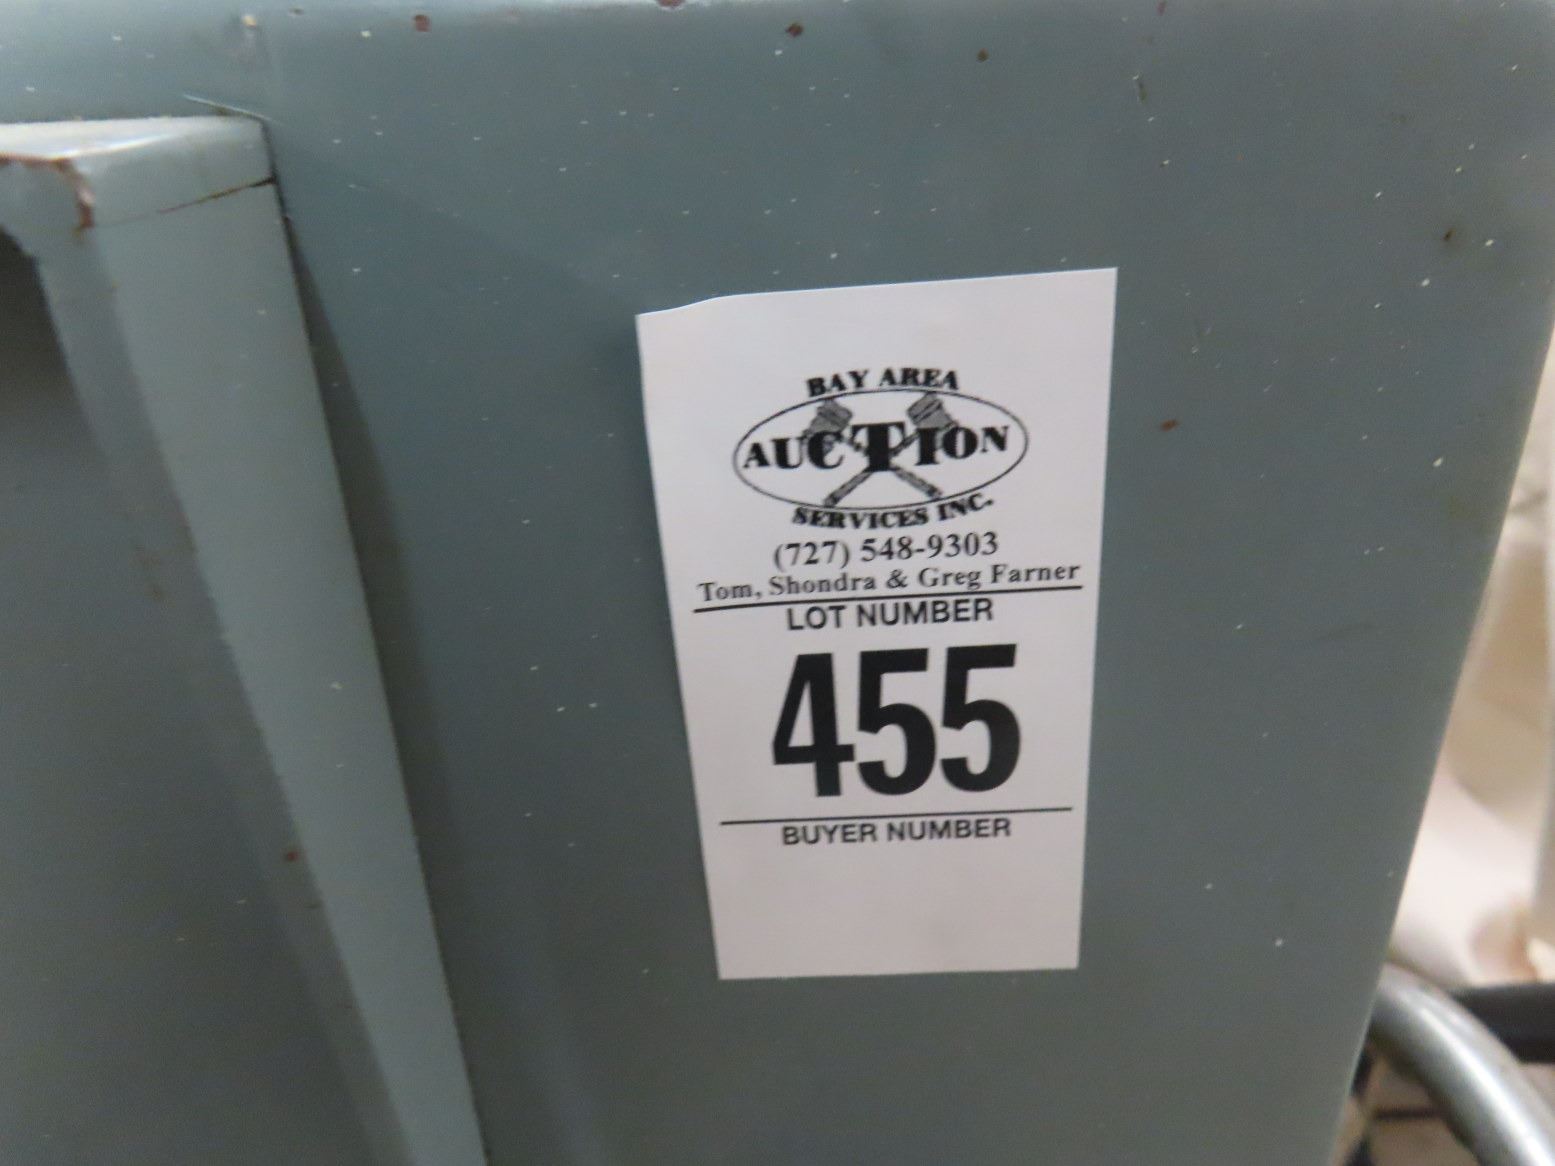 BAY AREA
AUCTION
SERVICES INC.
(727) 548-9303
Tom, Shondra & Greg Farner
LOT NUMBER
455
BUYER NUMBER